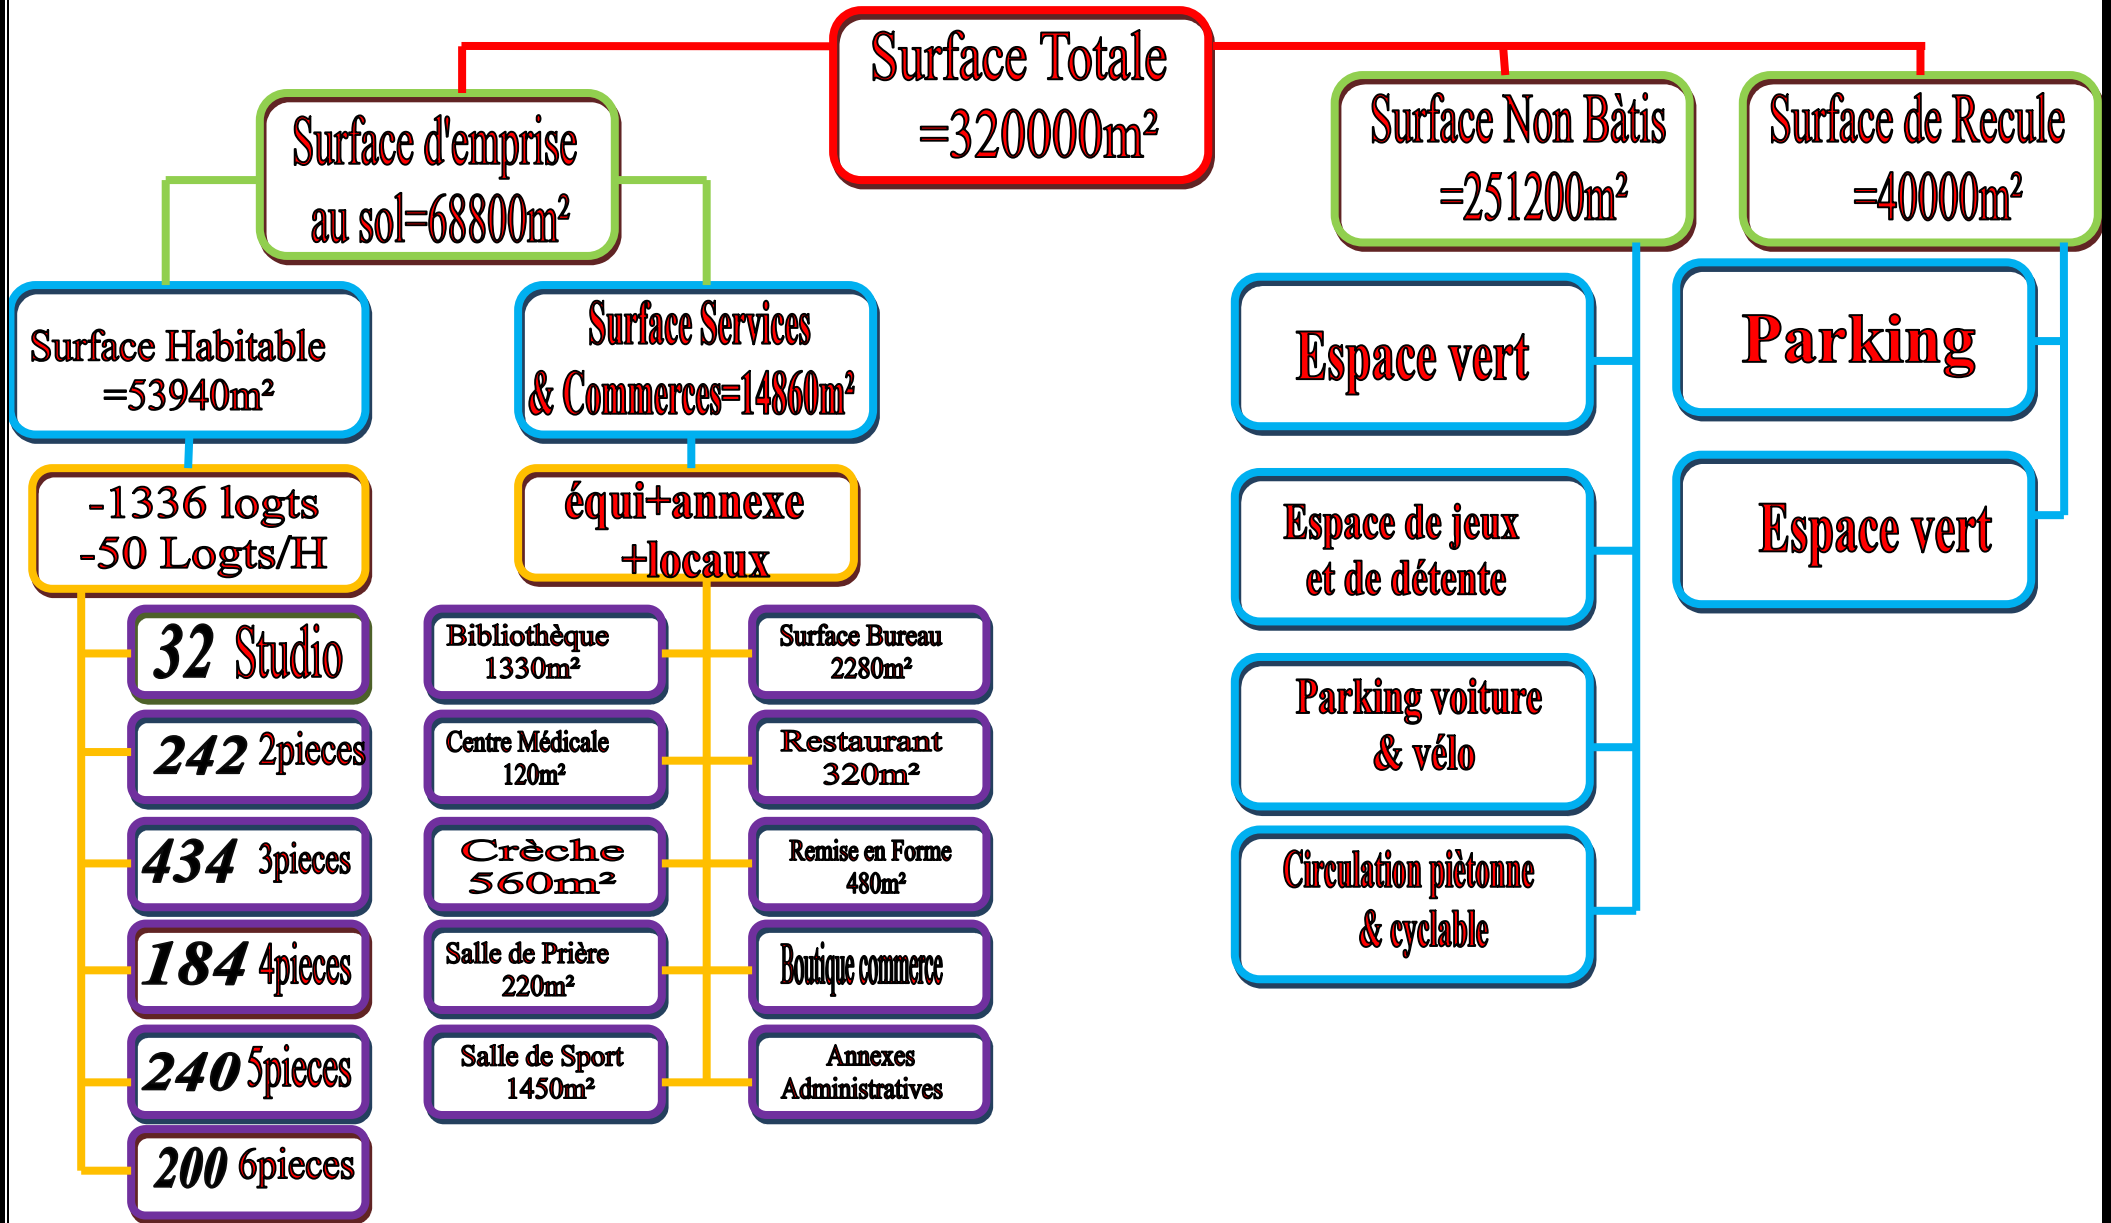 Surface Totale
=320000m²
Surface d'emprise
au sol=68800m²
Surface Non Bàtis
=251200m²
Surface de Recule
=40000m²
Surface Habitable
=53940m²
Surface Services
& Commerces=14860m²
Espace vert
Parking
-1336 logts
-50 Logts/H
équi+annexe
+locaux
Espace de jeux
et de détente
Espace vert
32 Studio
242 2pieces
434 3pieces
184 4pieces
240 5pieces
200 6pieces
Bibliothèque
1330m²
Centre Médicale
120m²
Crèche
560m²
Salle de Prière
220m²
Salle de Sport
1450m²
Surface Bureau
2280m²
Restaurant
320m²
Remise en Forme
480m²
Boutique commerce
Annexes
Administratives
Parking voiture
& vélo
Circulation piètonne
& cyclable